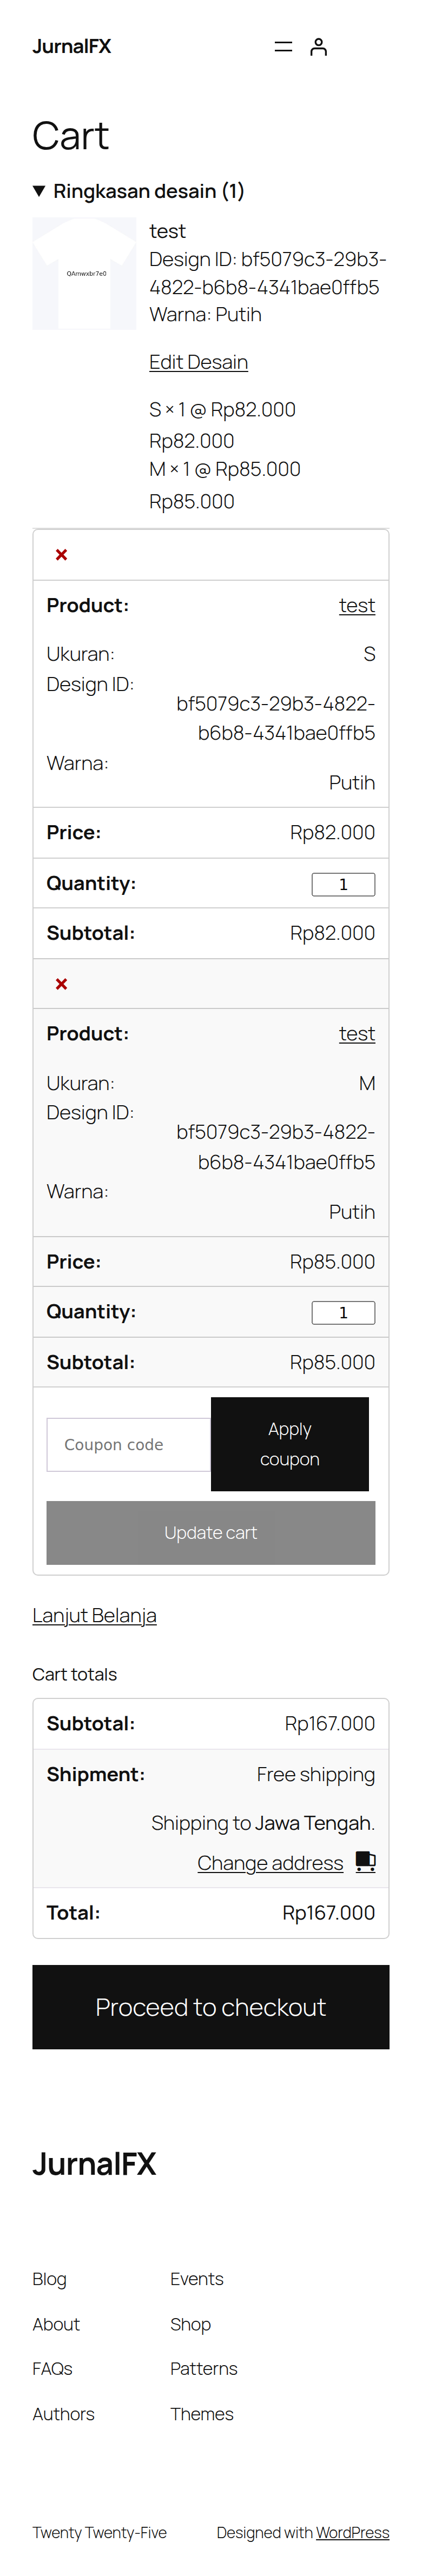 JurnalFX
Cart
▼ Ringkasan desain (1)
QAmwxbr7e0
test
Design ID: bf5079c3-29b3-
4822-b6b8-4341bae0ffb5
Warna: Putih
Edit Desain
S × 1 @ Rp82.000
Rp82.000
M × 1 @ Rp85.000
Rp85.000
×
Product: test
Ukuran: S
Design ID:
bf5079c3-29b3-4822-
b6b8-4341bae0ffb5
Warna:
Putih
Price: Rp82.000
Quantity: 1
Subtotal: Rp82.000
×
Product: test
Ukuran: M
Design ID:
bf5079c3-29b3-4822-
b6b8-4341bae0ffb5
Warna:
Putih
Price: Rp85.000
Quantity: 1
Subtotal: Rp85.000
Coupon code
Apply
coupon
Update cart
Lanjut Belanja
Cart totals
Subtotal: Rp167.000
Shipment: Free shipping
Shipping to Jawa Tengah.
Change address
Total: Rp167.000
Proceed to checkout
JurnalFX
Blog Events
About Shop
FAQs Patterns
Authors Themes
Twenty Twenty-Five Designed with WordPress